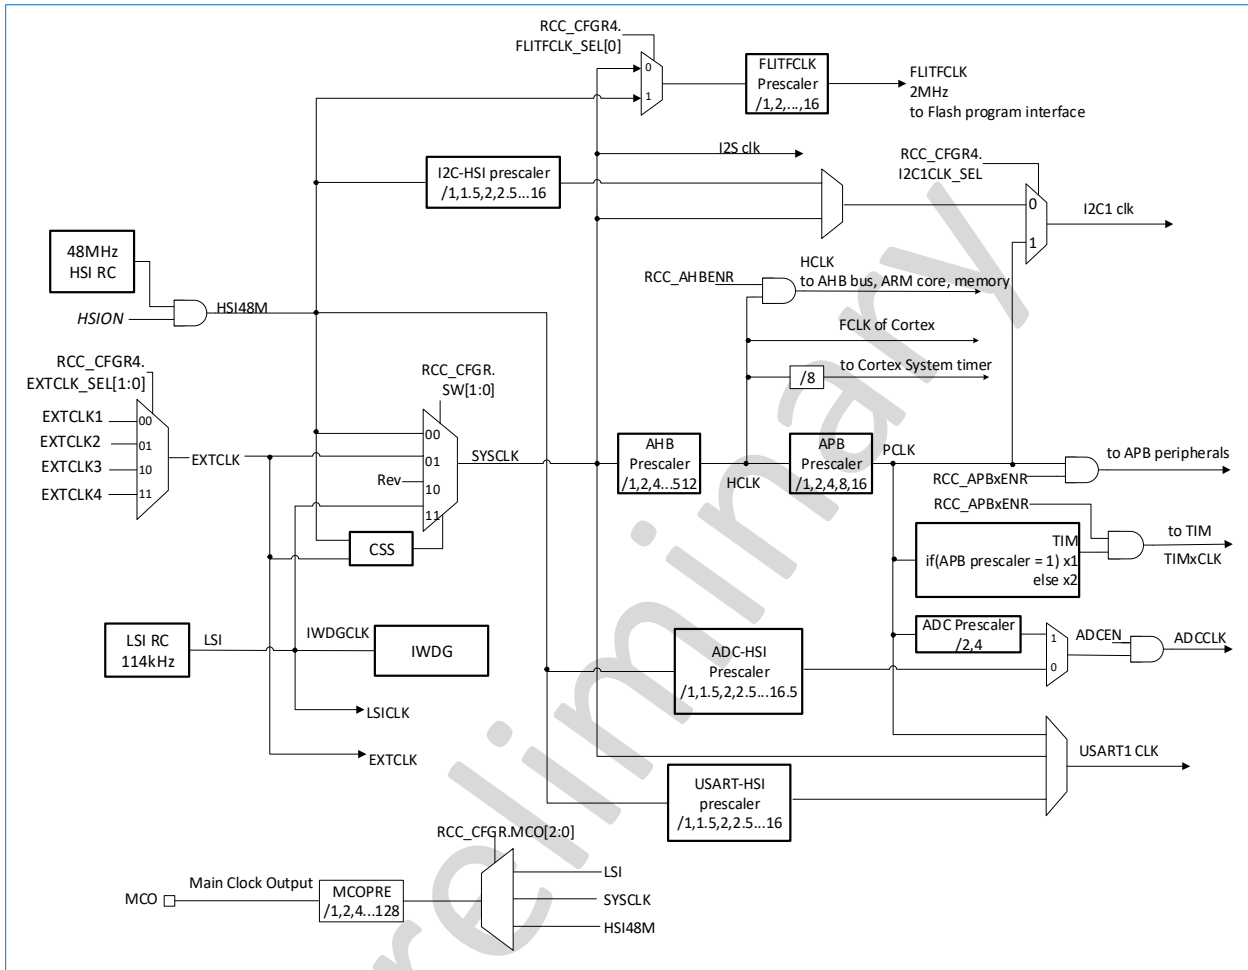 RCC_CFGR4.
FLITFCLK_SEL[0]
0
1
FLITFCLK
Prescaler
/1,2,...,16
FLITFCLK
2MHz
to Flash program interface
I2S clk
I2C-HSI prescaler
/1,1.5,2,2.5...16
RCC_CFGR4.
I2C1CLK_SEL
0
1
I2C1 clk
48MHz
HSI RC
HSION
HSI48M
RCC_AHBENR
HCLK
to AHB bus, ARM core, memory
FCLK of Cortex
/8
to Cortex System timer
RCC_CFGR4.
EXTCLK_SEL[1:0]
EXTCLK1
EXTCLK2
EXTCLK3
EXTCLK4
00
01
10
11
EXTCLK
RCC_CFGR.
SW[1:0]
00
01
Rev
10
11
SYSCLK
CSS
AHB
Prescaler
/1,2,4...512
HCLK
APB
Prescaler
/1,2,4,8,16
PCLK
to APB peripherals
RCC_APBxENR
RCC_APBxENR
TIM
if(APB prescaler = 1) x1
else x2
to TIM
TIMxCLK
LSI RC
114kHz
LSI
IWDGCLK
IWDG
LSICLK
EXTCLK
ADC-HSI
Prescaler
/1,1.5,2,2.5...16.5
ADC Prescaler
/2,4
1
0
ADCEN
ADCCLK
USART-HSI
prescaler
/1,1.5,2,2.5...16
USART1 CLK
RCC_CFGR.MCO[2:0]
LSI
SYSCLK
HSI48M
MCO
Main Clock Output
MCOPRE
/1,2,4...128
reliminary